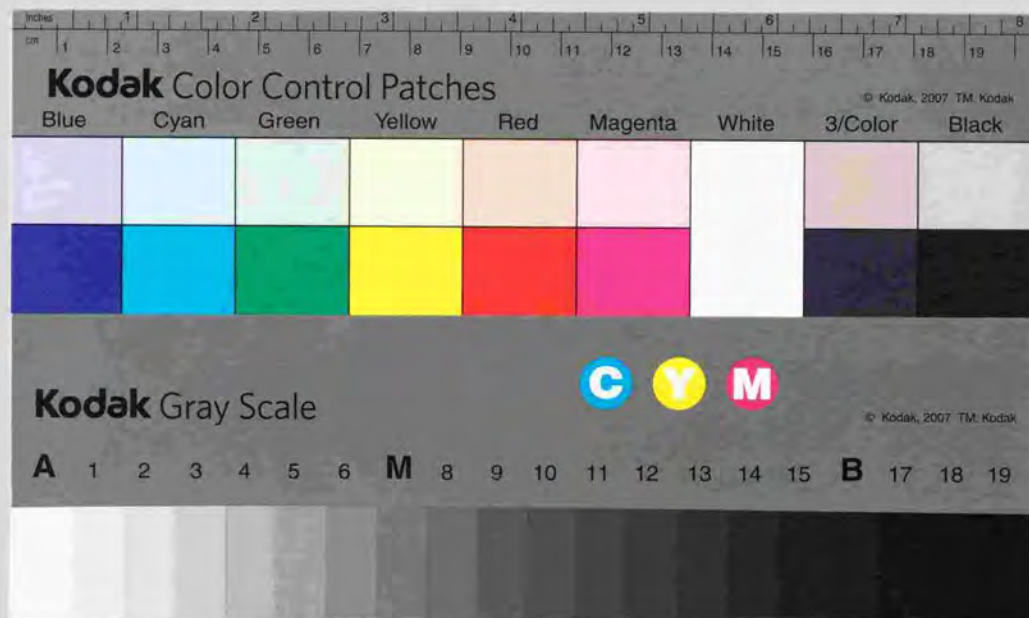 Inches 1 2 3 4 5 6 7 8
cm 1 2 3 4 5 6 7 8 9 10 11 12 13 14 15 16 17 18 19
Kodak Color Control Patches
© Kodak, 2007 TM: Kodak
Blue Cyan Green Yellow Red Magenta White 3/Color Black
C Y M
Kodak Gray Scale
© Kodak, 2007 TM: Kodak
A 1 2 3 4 5 6 M 8 9 10 11 12 13 14 15 B 17 18 19